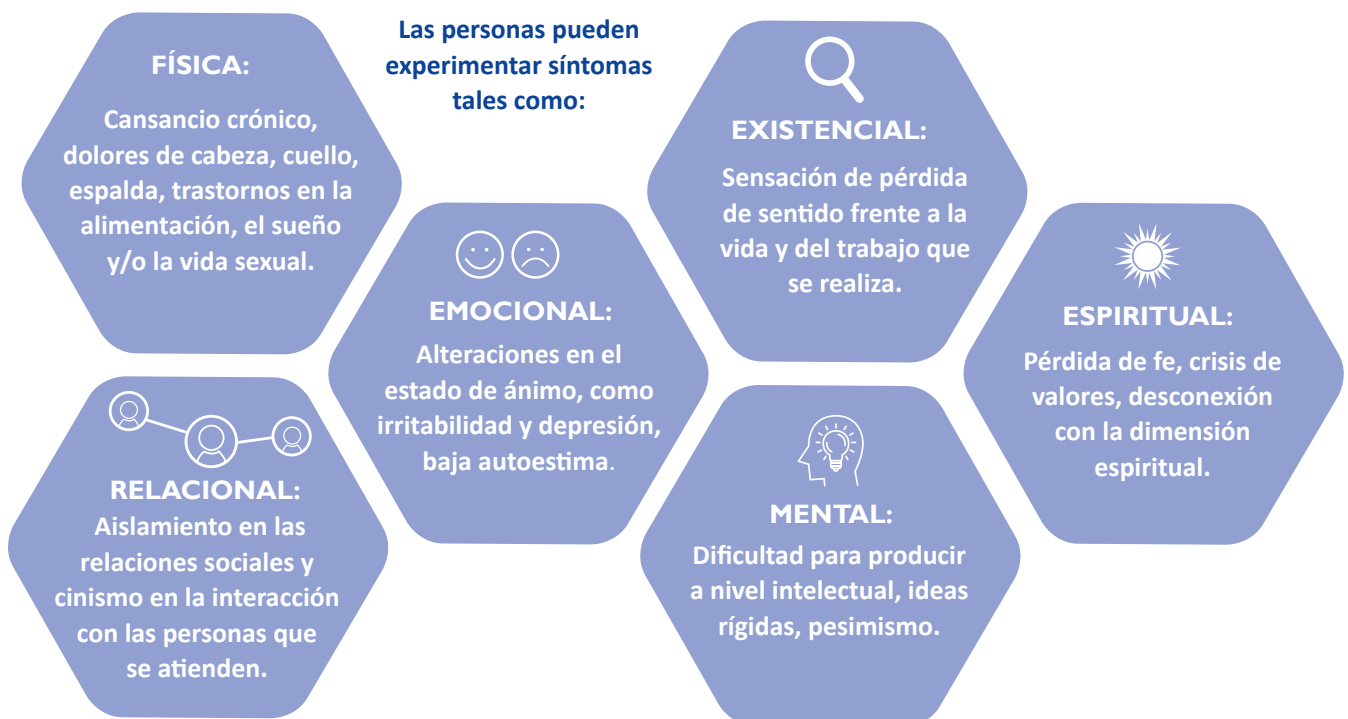 Las personas pueden
experimentar síntomas
tales como:
FÍSICA:
Cansancio crónico,
dolores de cabeza, cuello,
espalda, trastornos en la
alimentación, el sueño
y/o la vida sexual.
RELACIONAL:
Aislamiento en las
relaciones sociales y
cinismo en la interacción
con las personas que
se atienden.
EMOCIONAL:
Alteraciones en el
estado de ánimo, como
irritabilidad y depresión,
baja autoestima.
EXISTENCIAL:
Sensación de pérdida
de sentido frente a la
vida y del trabajo que
se realiza.
MENTAL:
Dificultad para producir
a nivel intelectual, ideas
rígidas, pesimismo.
ESPIRITUAL:
Pérdida de fe, crisis de
valores, desconexión
con la dimensión
espiritual.